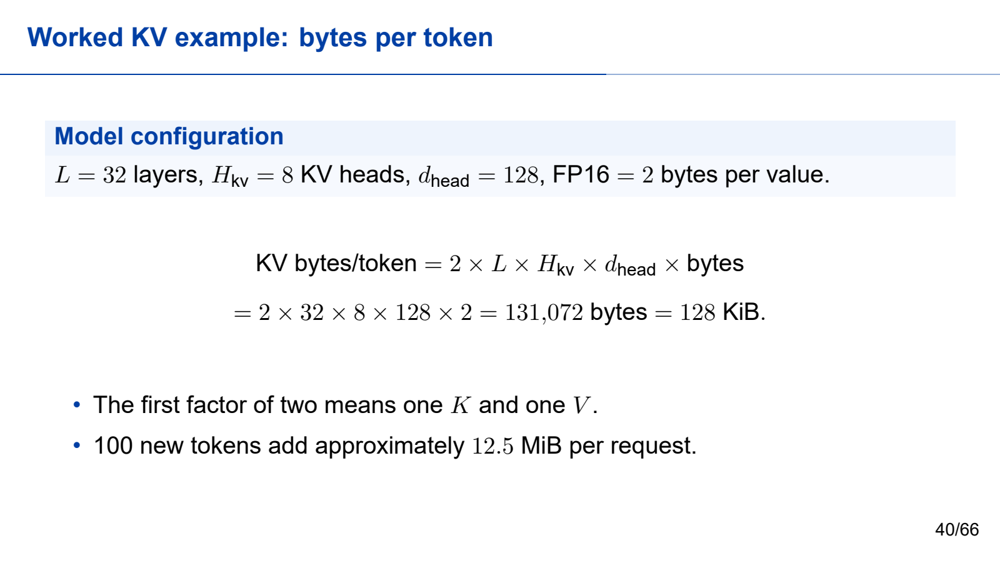 Worked KV example: bytes per token
Model configuration
L = 32 layers, H_kv = 8 KV heads, d_head = 128, FP16 = 2 bytes per value.
KV bytes/token = 2 × L × H_kv × d_head × bytes
= 2 × 32 × 8 × 128 × 2 = 131,072 bytes = 128 KiB.
• The first factor of two means one K and one V.
• 100 new tokens add approximately 12.5 MiB per request.
40/66